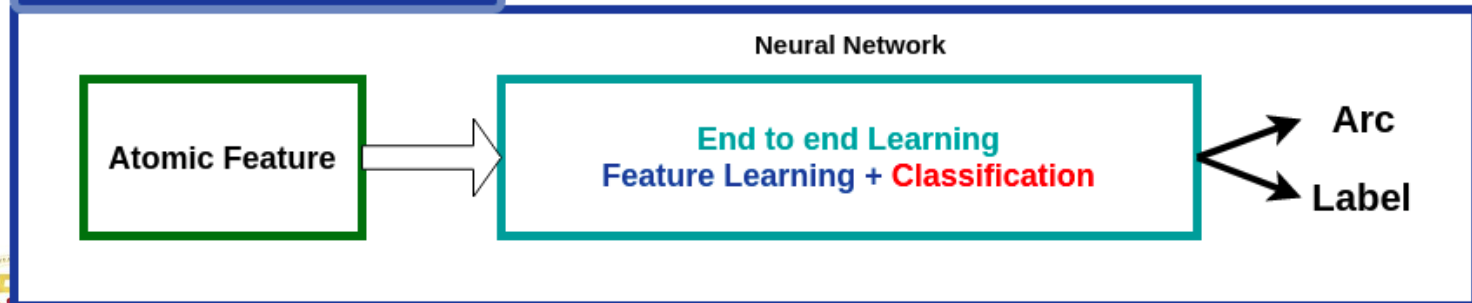 Neural Network
Atomic Feature
End to end Learning
Feature Learning + Classification
Arc
Label